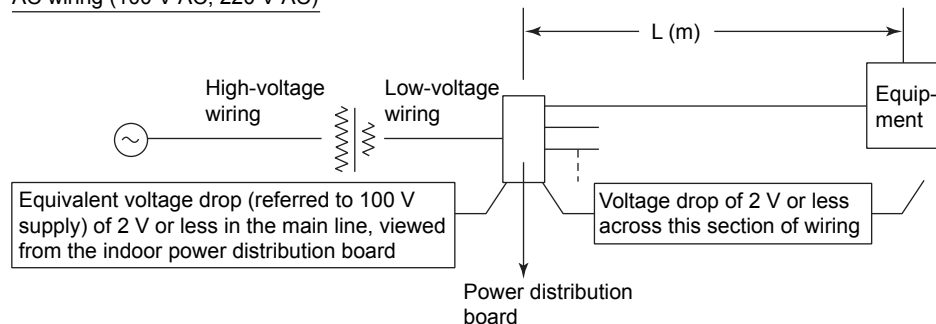 AC wiring (100 V AC, 220 V AC)
L (m)
High-voltage
wiring
Low-voltage
wiring
Equip-
ment
Equivalent voltage drop (referred to 100 V
supply) of 2 V or less in the main line, viewed
from the indoor power distribution board
Voltage drop of 2 V or less
across this section of wiring
Power distribution
board